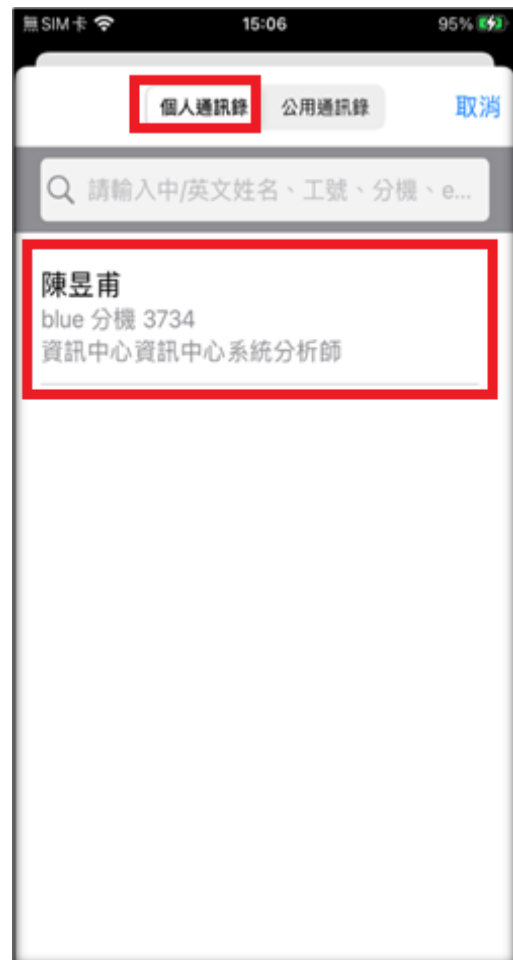 無SIM卡 15:06 95%
個人通訊錄 公用通訊錄 取消
請輸入中/英文姓名、工號、分機、e...
陳昱甫
blue 分機 3734
資訊中心資訊中心系統分析師